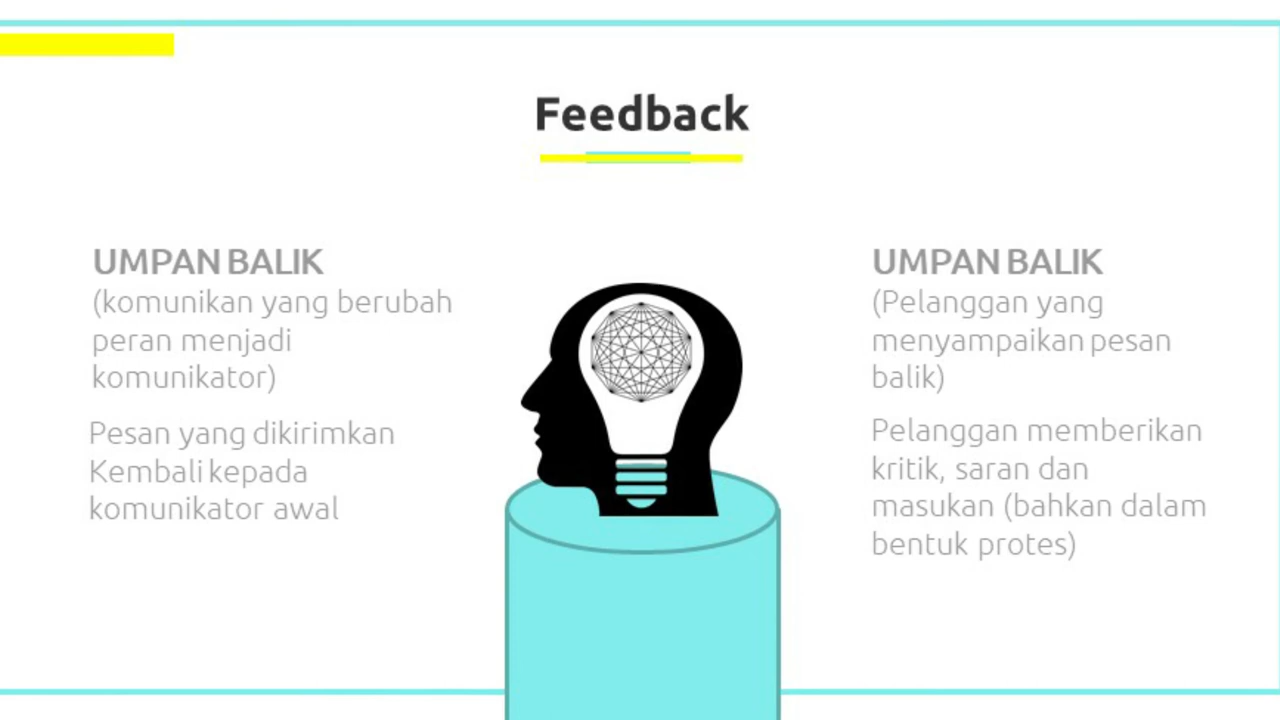 Feedback
UMPAN BALIK
(komunikan yang berubah
peran menjadi
komunikator)
Pesan yang dikirimkan
Kembali kepada
komunikator awal
UMPAN BALIK
(Pelanggan yang
menyampaikan pesan
balik)
Pelanggan memberikan
kritik, saran dan
masukan (bahkan dalam
bentuk protes)